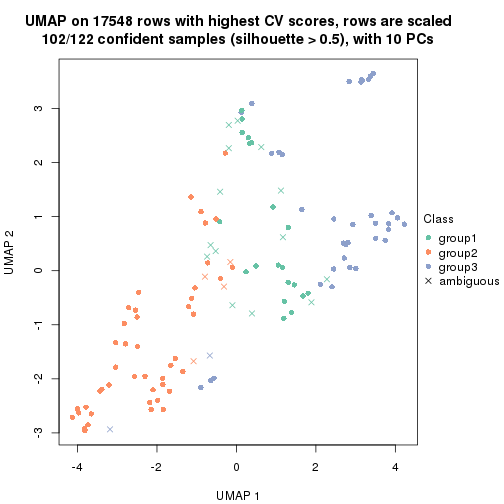 UMAP on 17548 rows with highest CV scores, rows are scaled
102/122 confident samples (silhouette > 0.5), with 10 PCs
3
2
1
0
-1
-2
-3
UMAP 2
-4
-2
0
2
4
UMAP 1
Class
group1
group2
group3
ambiguous